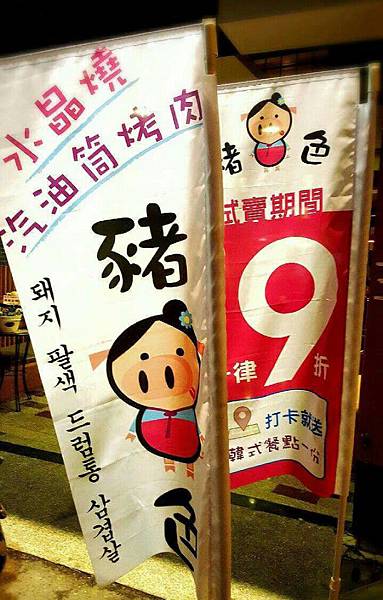 水晶燒
汽油筒烤肉
豬
色
돼지 팔색 드럼통 삼겹살
豬 色
試賣期間
一律 9 折
打卡就送
韓式餐點一份